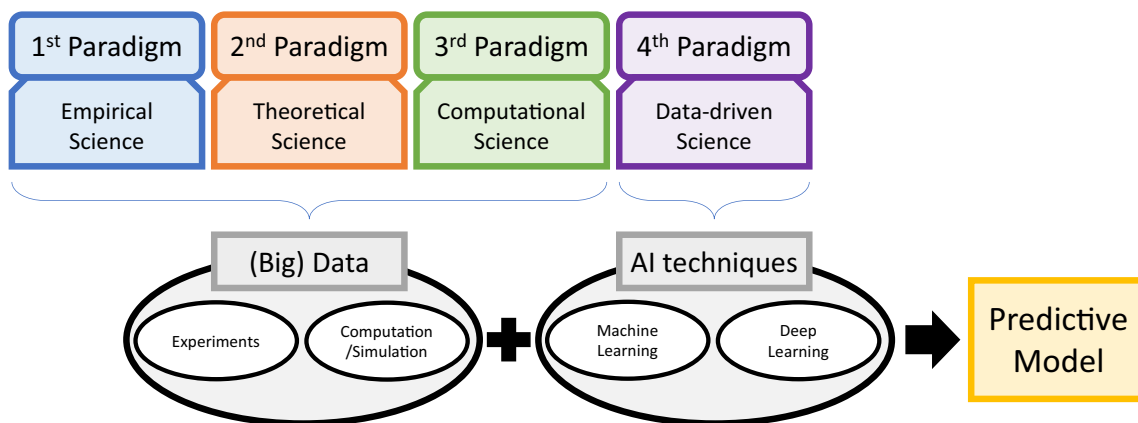 1st Paradigm
2nd Paradigm
3rd Paradigm
4th Paradigm
Empirical
Science
Theoretical
Science
Computational
Science
Data-driven
Science
(Big) Data
AI techniques
Experiments
Computation
/Simulation
Machine
Learning
Deep
Learning
Predictive
Model